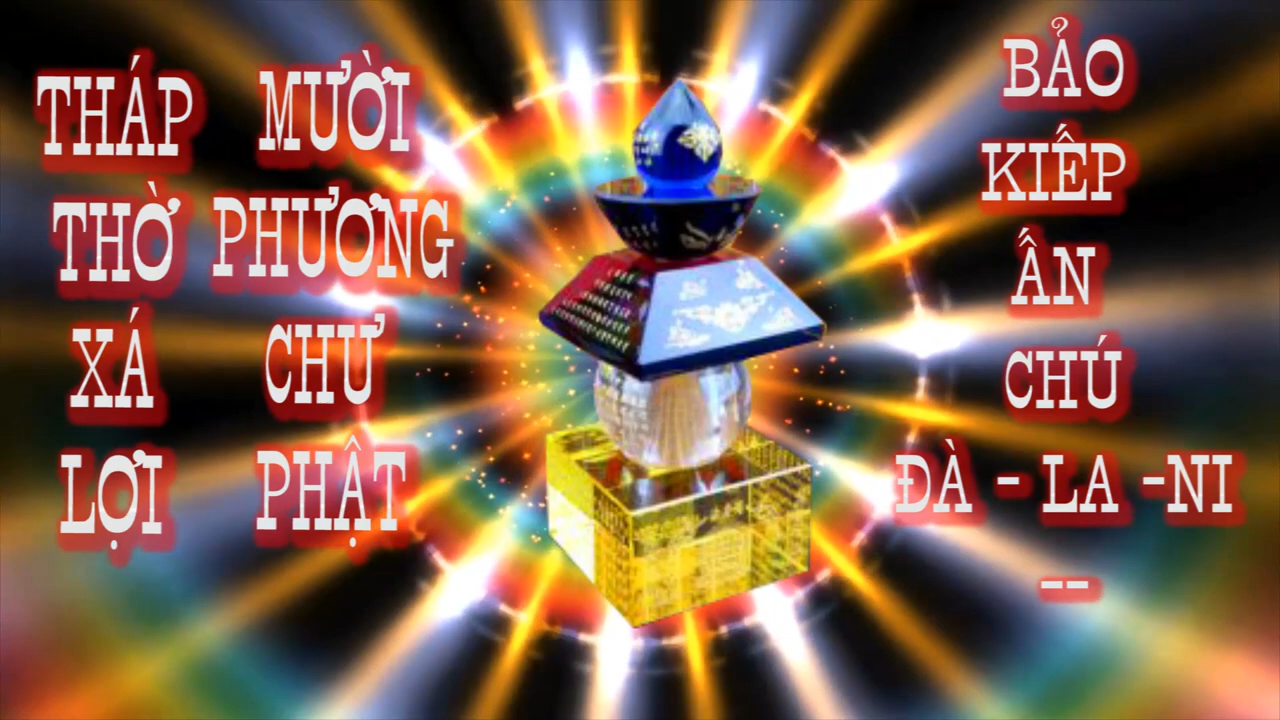 THÁP
THỜ
XÁ
LỢI
MƯỜI
PHƯƠNG
CHƯ
PHẬT
BẢO
KIẾP
ẤN
CHÚ
ĐÀ - LA -NI
--